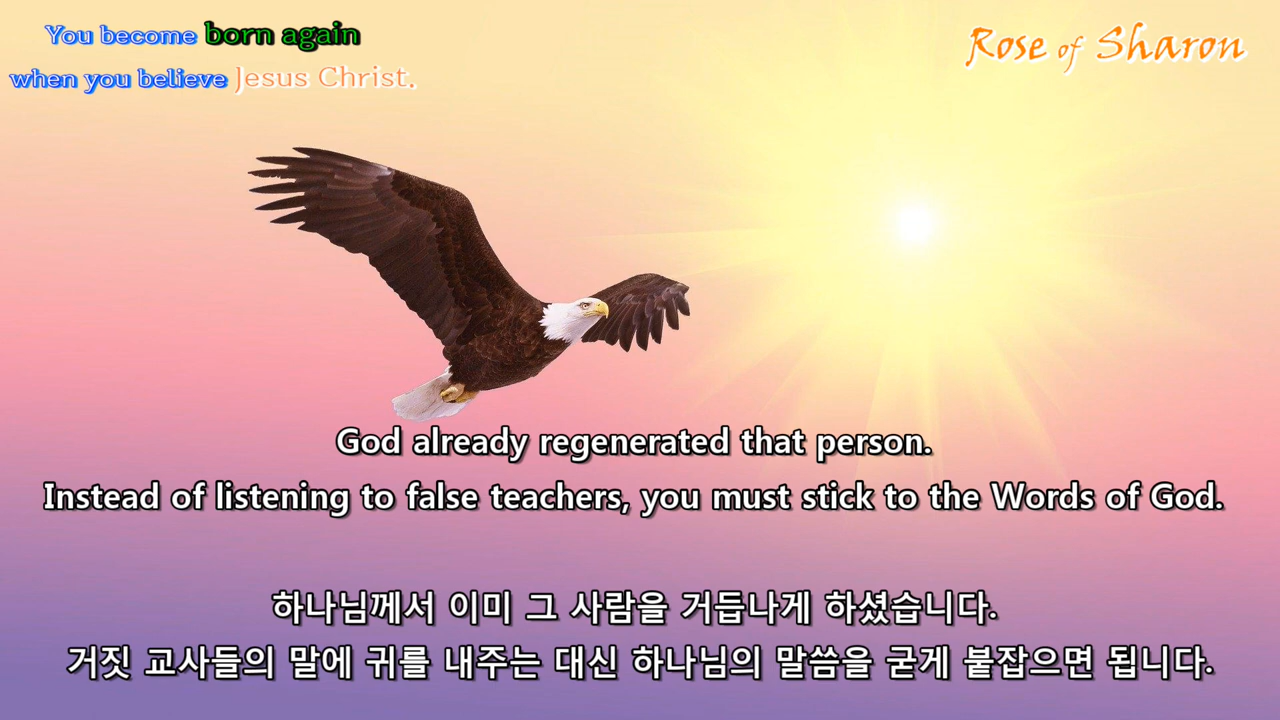 You become born again
when you believe Jesus Christ.
Rose of Sharon
God already regenerated that person.
Instead of listening to false teachers, you must stick to the Words of God.
하나님께서 이미 그 사람을 거듭나게 하셨습니다.
거짓 교사들의 말에 귀를 내주는 대신 하나님의 말씀을 굳게 붙잡으면 됩니다.